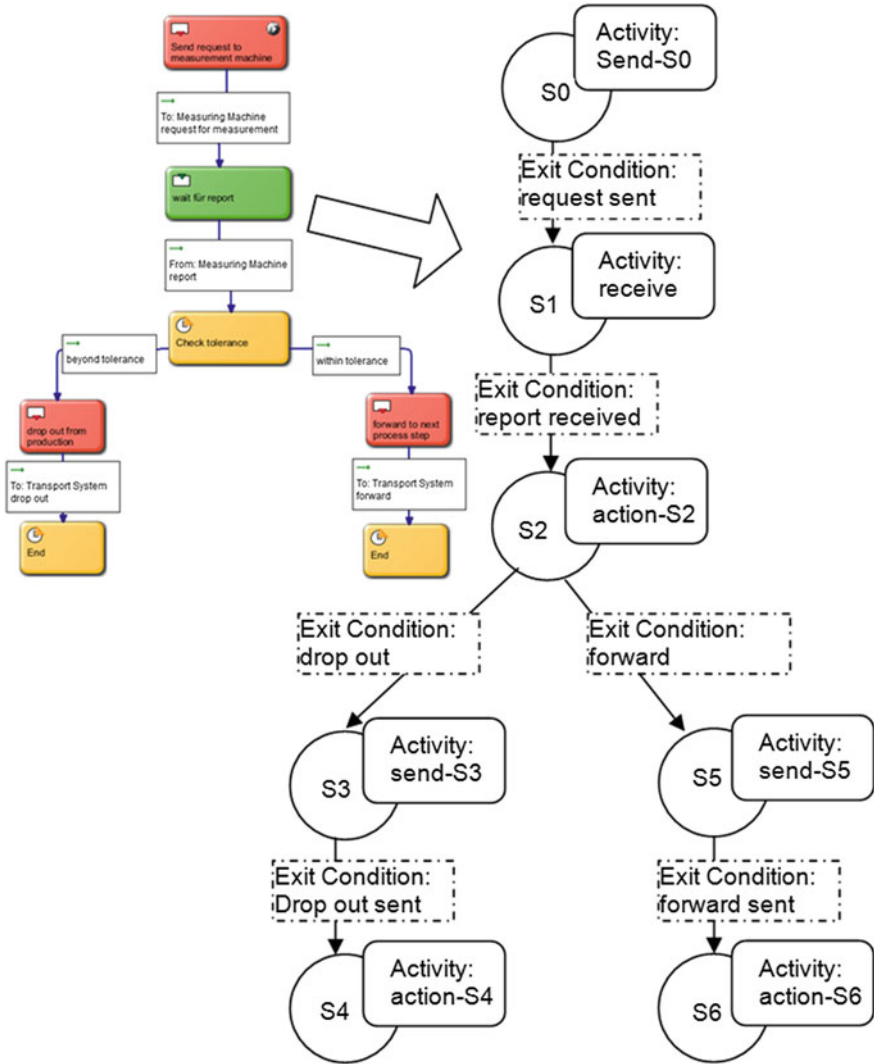 Send request to
measurement machine
To: Measuring Machine
request for measurement
wait für report
From: Measuring Machine
report
Check tolerance
beyond tolerance
within tolerance
drop out from
production
forward to next
process step
To: Transport System
drop out
To: Transport System
forward
End
End
Activity:
Send-S0
S0
Exit Condition:
request sent
Activity:
receive
S1
Exit Condition:
report received
Activity:
action-S2
S2
Exit Condition:
drop out
Exit Condition:
forward
Activity:
send-S3
S3
Activity:
send-S5
S5
Exit Condition:
Drop out sent
Exit Condition:
forward sent
Activity:
action-S4
S4
Activity:
action-S6
S6